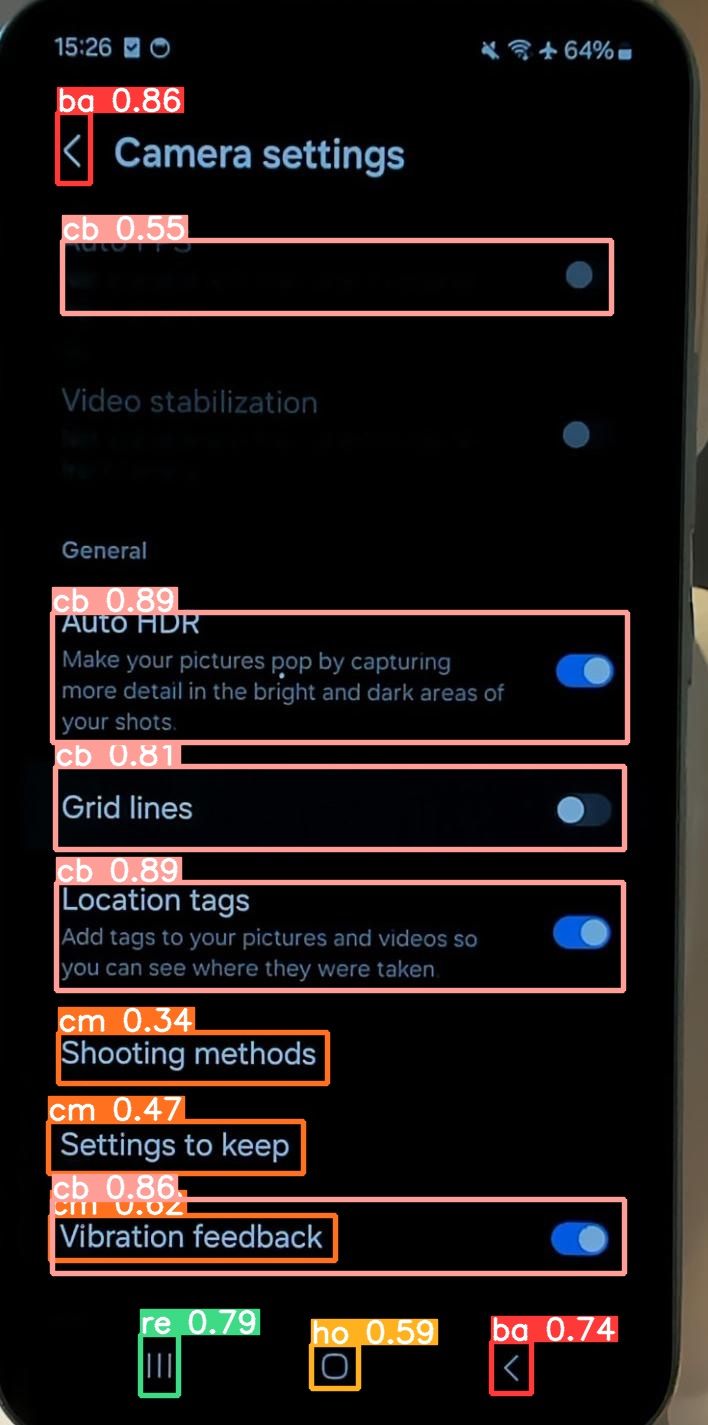 15:26 64%
ba 0.86
Camera settings
cb 0.55
Video stabilization
General
cb 0.89
Auto HDR
Make your pictures pop by capturing
more detail in the bright and dark areas of
your shots.
cb 0.81
Grid lines
cb 0.89
Location tags
Add tags to your pictures and videos so
you can see where they were taken.
cm 0.34
Shooting methods
cm 0.47
Settings to keep
cb 0.86
cm 0.62
Vibration feedback
re 0.79
ho 0.59
ba 0.74